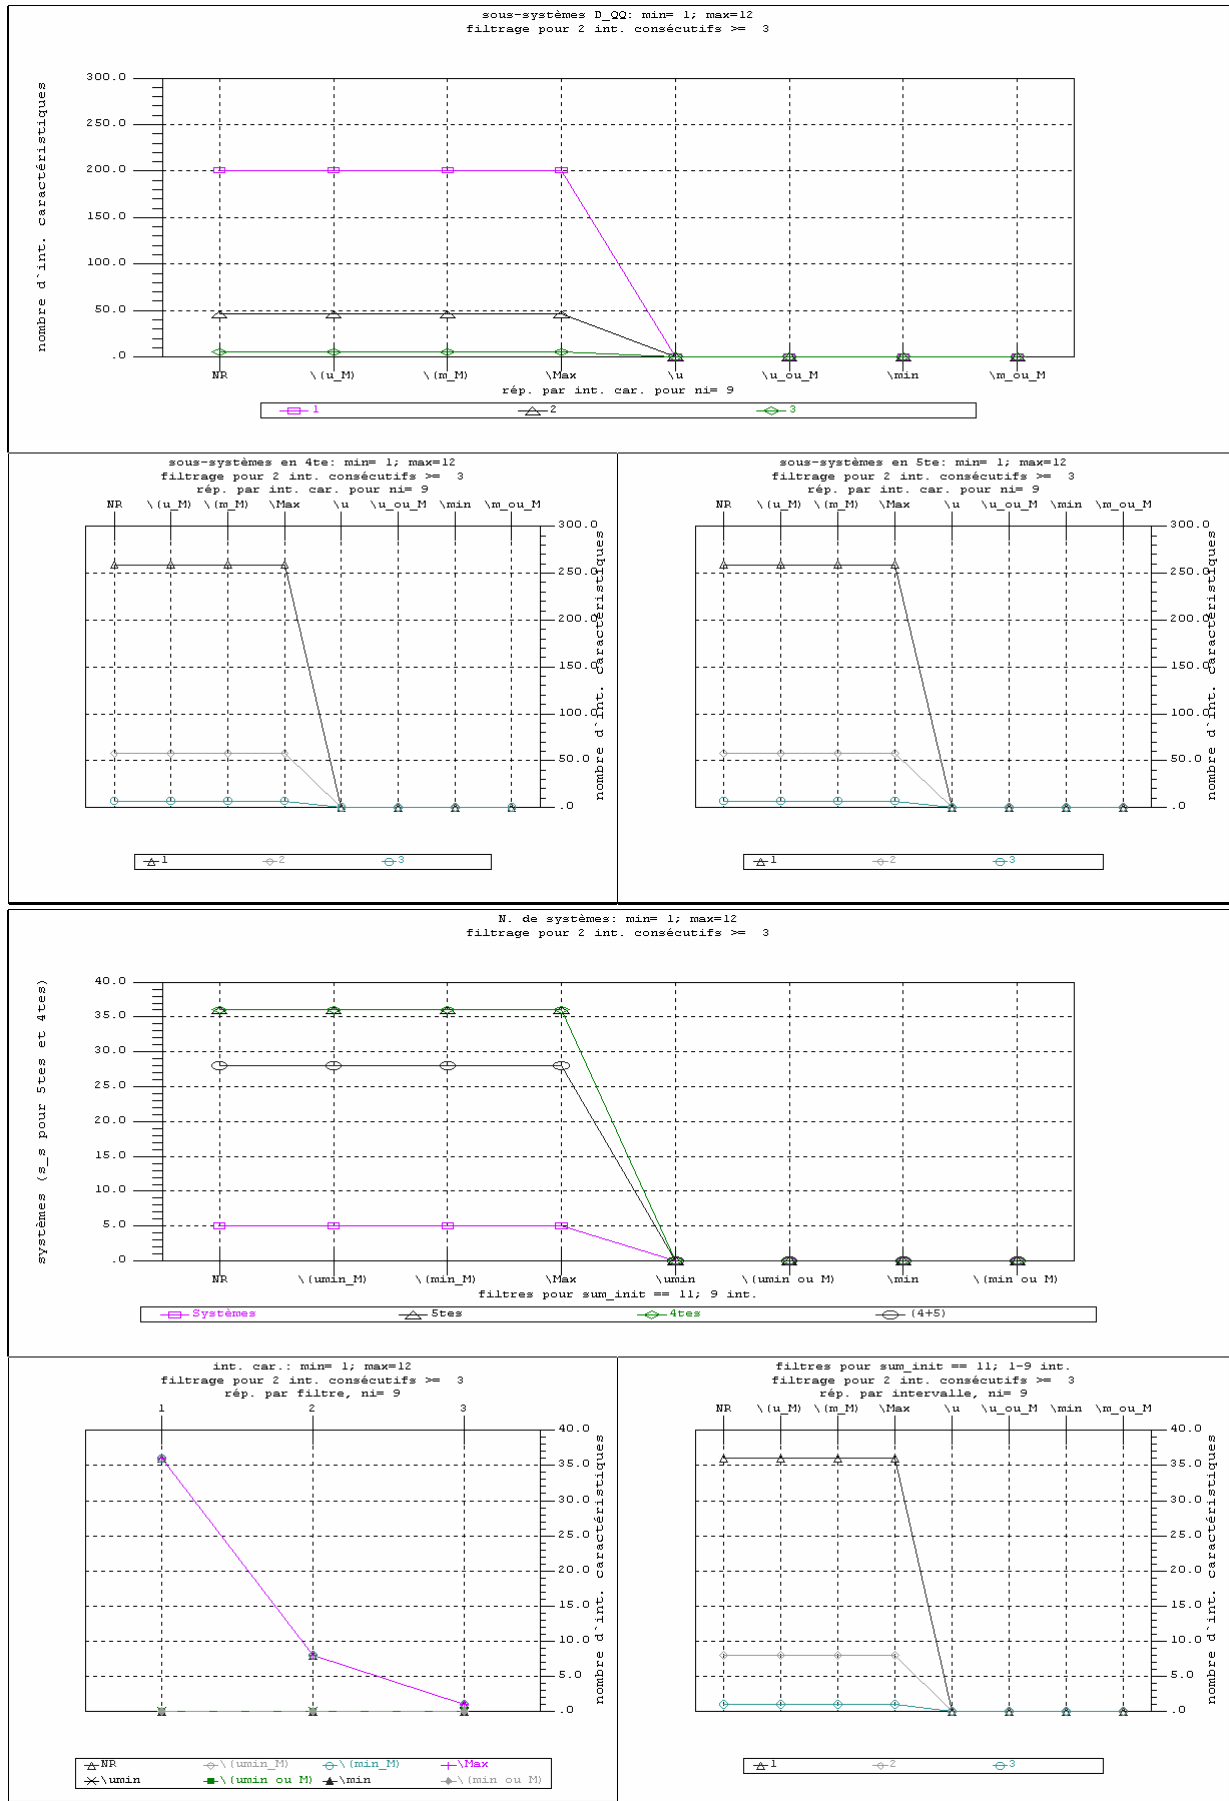 sous-systèmes D_QQ: min= 1; max=12
filtrage pour 2 int. consécutifs >=  3
nombre d`int. caractéristiques
300.0
250.0
200.0
150.0
100.0
50.0
.0
NR \(u_M) \(m_M) \Max \u \u_ou_M \min \m_ou_M
rép. par int. car. pour ni= 9
1 2 3
sous-systèmes en 4te: min= 1; max=12
filtrage pour 2 int. consécutifs >=  3
rép. par int. car. pour ni= 9
NR \(u_M) \(m_M) \Max \u \u_ou_M \min \m_ou_M
300.0
250.0
200.0
150.0
100.0
50.0
.0
nombre d`int. caractéristiques
1 2 3
sous-systèmes en 5te: min= 1; max=12
filtrage pour 2 int. consécutifs >=  3
rép. par int. car. pour ni= 9
NR \(u_M) \(m_M) \Max \u \u_ou_M \min \m_ou_M
300.0
250.0
200.0
150.0
100.0
50.0
.0
nombre d`int. caractéristiques
1 2 3
N. de systèmes: min= 1; max=12
filtrage pour 2 int. consécutifs >=  3
systèmes (s_s pour 5tes et 4tes)
40.0
35.0
30.0
25.0
20.0
15.0
10.0
5.0
.0
NR \(umin_M) \(min_M) \Max \umin \(umin ou M) \min \(min ou M)
filtres pour sum_init == 11; 9 int.
Systèmes 5tes 4tes (4+5)
int. car.: min= 1; max=12
filtrage pour 2 int. consécutifs >=  3
rép. par filtre, ni= 9
1 2 3
40.0
35.0
30.0
25.0
20.0
15.0
10.0
5.0
.0
nombre d`int. caractéristiques
NR \(umin_M) \(min_M) \Max
\umin \(umin ou M) \min \(min ou M)
filtres pour sum_init == 11; 1-9 int.
filtrage pour 2 int. consécutifs >=  3
rép. par intervalle, ni= 9
NR \(u_M) \(m_M) \Max \u \u_ou_M \min \m_ou_M
40.0
35.0
30.0
25.0
20.0
15.0
10.0
5.0
.0
nombre d`int. caractéristiques
1 2 3